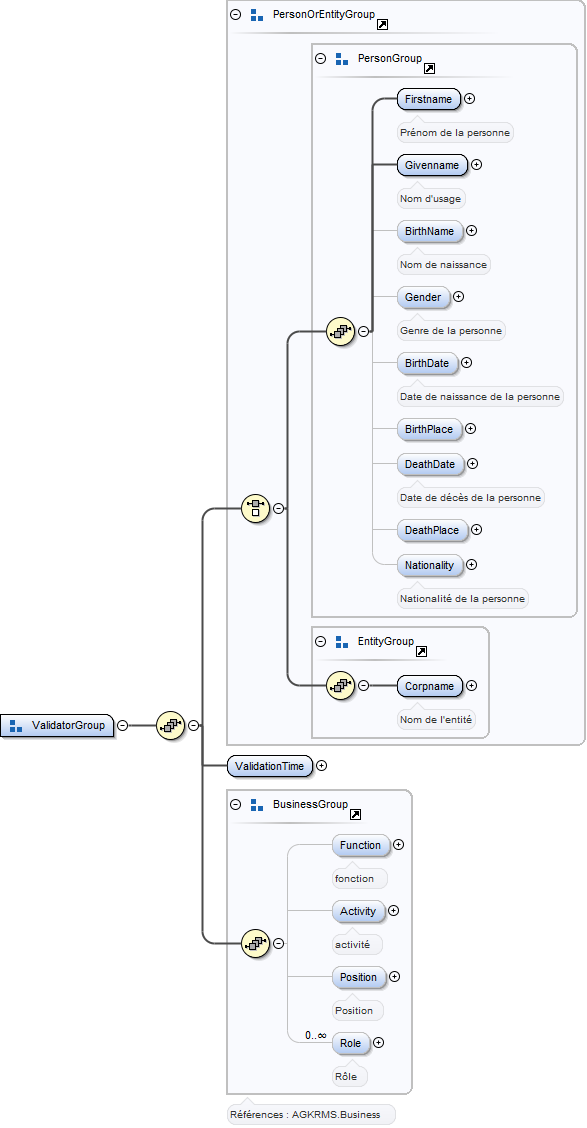 PersonOrEntityGroup
PersonGroup
Firstname
Prénom de la personne
Givenname
Nom d'usage
BirthName
Nom de naissance
Gender
Genre de la personne
BirthDate
Date de naissance de la personne
BirthPlace
DeathDate
Date de décès de la personne
DeathPlace
Nationality
Nationalité de la personne
EntityGroup
Corpname
Nom de l'entité
ValidatorGroup
ValidationTime
BusinessGroup
Function
fonction
Activity
activité
Position
Position
0..∞
Role
Rôle
Références : AGKRMS.Business